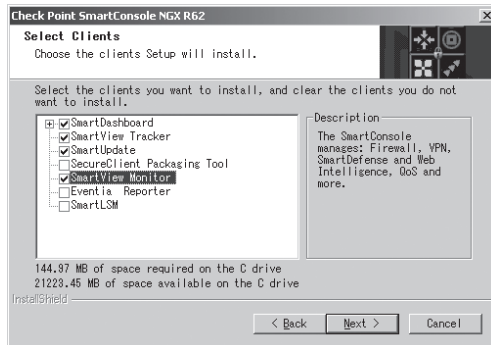 Check Point SmartConsole NGX R62
Select Clients
Choose the clients Setup will install.
Select the clients you want to install, and clear the clients you do not
want to install.
SmartDashboard
SmartView Tracker
SmartUpdate
SecureClient Packaging Tool
SmartView Monitor
Eventia Reporter
SmartLSM
Description
The SmartConsole
manages: Firewall, VPN,
SmartDefense and Web
Intelligence, QoS and
more.
144.97 MB of space required on the C drive
21223.45 MB of space available on the C drive
InstallShield
< Back
Next >
Cancel